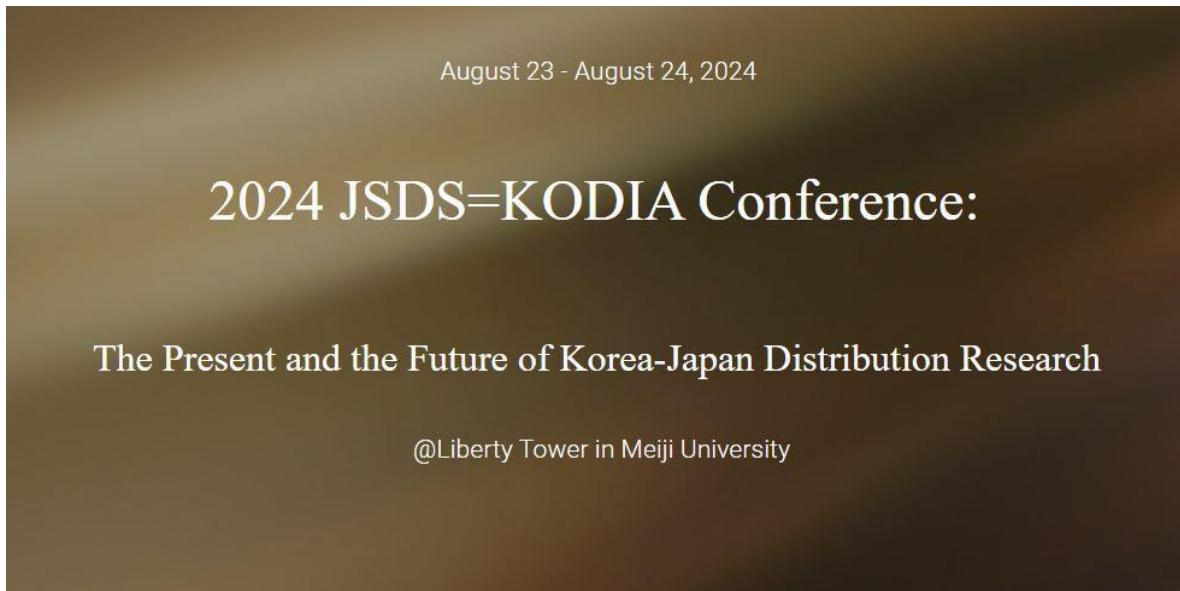 August 23 - August 24, 2024
2024 JSDS=KODIA Conference:
The Present and the Future of Korea-Japan Distribution Research
@Liberty Tower in Meiji University